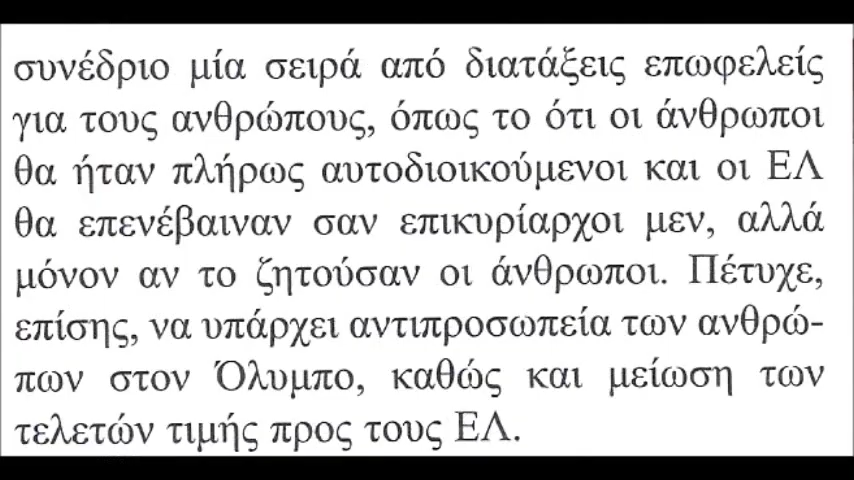 συνέδριο μία σειρά από διατάξεις επωφελείς
για τους ανθρώπους, όπως το ότι οι άνθρωποι
θα ήταν πλήρως αυτοδιοικούμενοι και οι ΕΛ
θα επενέβαιναν σαν επικυρίαρχοι μεν, αλλά
μόνον αν το ζητούσαν οι άνθρωποι. Πέτυχε,
επίσης, να υπάρχει αντιπροσωπεία των ανθρώ-
πων στον Όλυμπο, καθώς και μείωση των
τελετών τιμής προς τους ΕΛ.